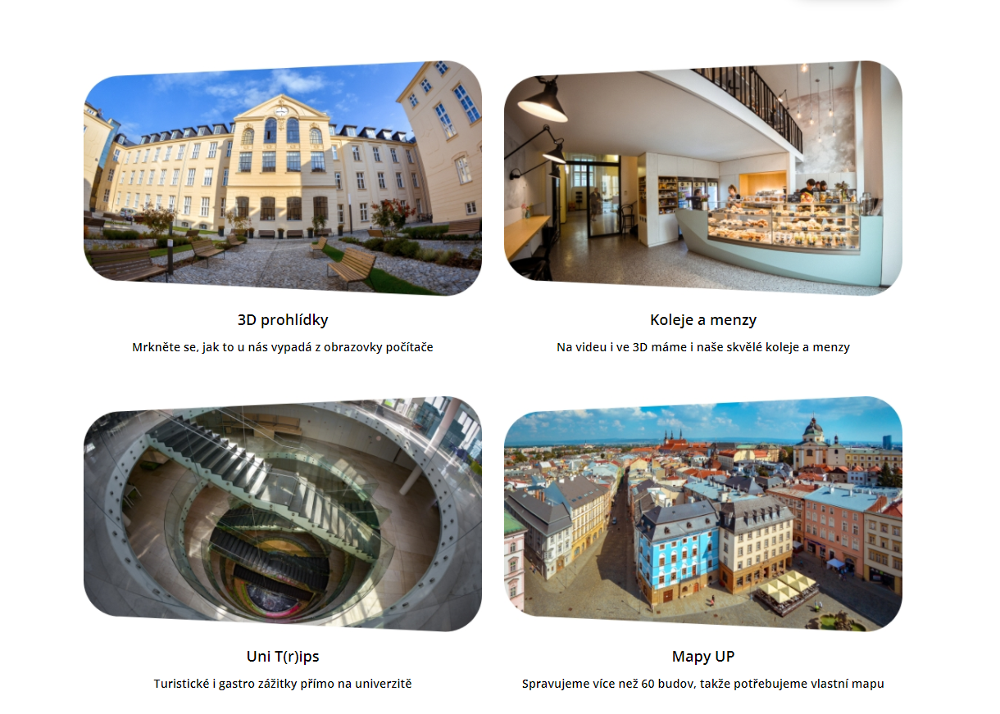 3D prohlídky
Koleje a menzy
Mrkněte se, jak to u nás vypadá z obrazovky počítače
Na videu i ve 3D máme i naše skvělé koleje a menzy
Uni T(r)ips
Mapy UP
Turistické i gastro zážitky přímo na univerzitě
Spravujeme více než 60 budov, takže potřebujeme vlastní mapu